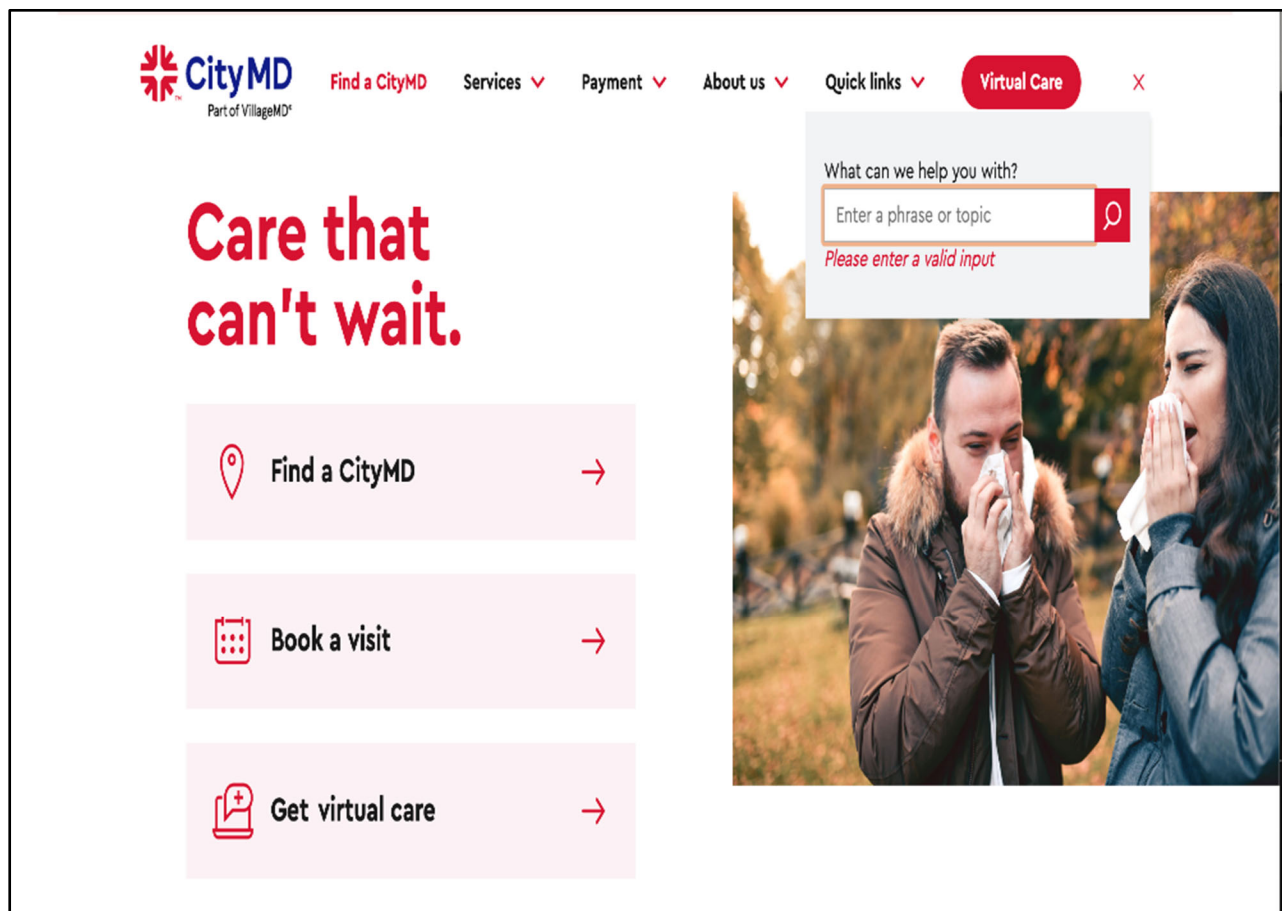 CityMD
Part of VillageMD®
Find a CityMD Services Payment About us Quick links Virtual Care X
What can we help you with?
Enter a phrase or topic
Please enter a valid input
Care that
can't wait.
Find a CityMD
Book a visit
Get virtual care